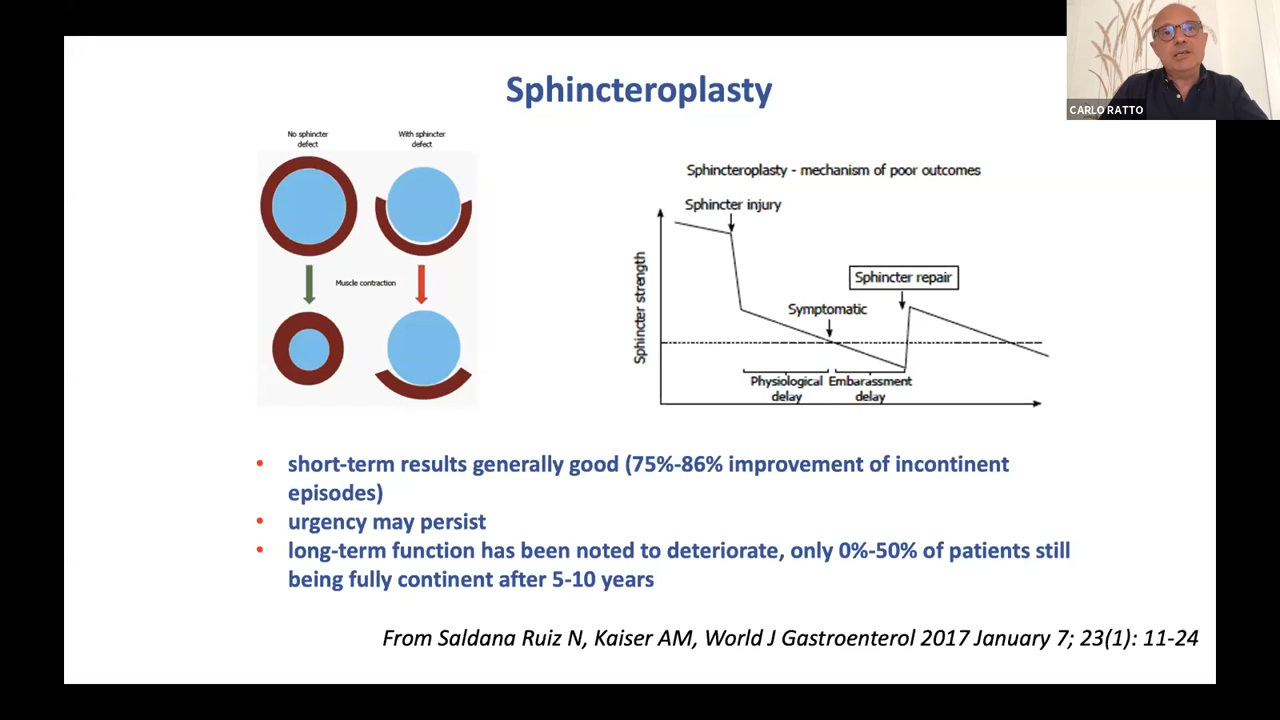 CARLO RATTO
Sphincteroplasty
No sphincter
defect
With sphincter
defect
Muscle contraction
Sphincteroplasty - mechanism of poor outcomes
Sphincter injury
Sphincter strength
Sphincter repair
Symptomatic
Physiological
delay
Embarassment
delay
• short-term results generally good (75%-86% improvement of incontinent
episodes)
• urgency may persist
• long-term function has been noted to deteriorate, only 0%-50% of patients still
being fully continent after 5-10 years
From Saldana Ruiz N, Kaiser AM, World J Gastroenterol 2017 January 7; 23(1): 11-24